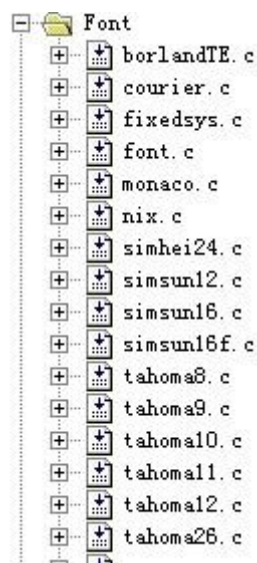 Font
borlandTE.c
courier.c
fixedsys.c
font.c
monaco.c
nix.c
simhei24.c
simsun12.c
simsun16.c
simsun16f.c
tahoma8.c
tahoma9.c
tahoma10.c
tahoma11.c
tahoma12.c
tahoma26.c